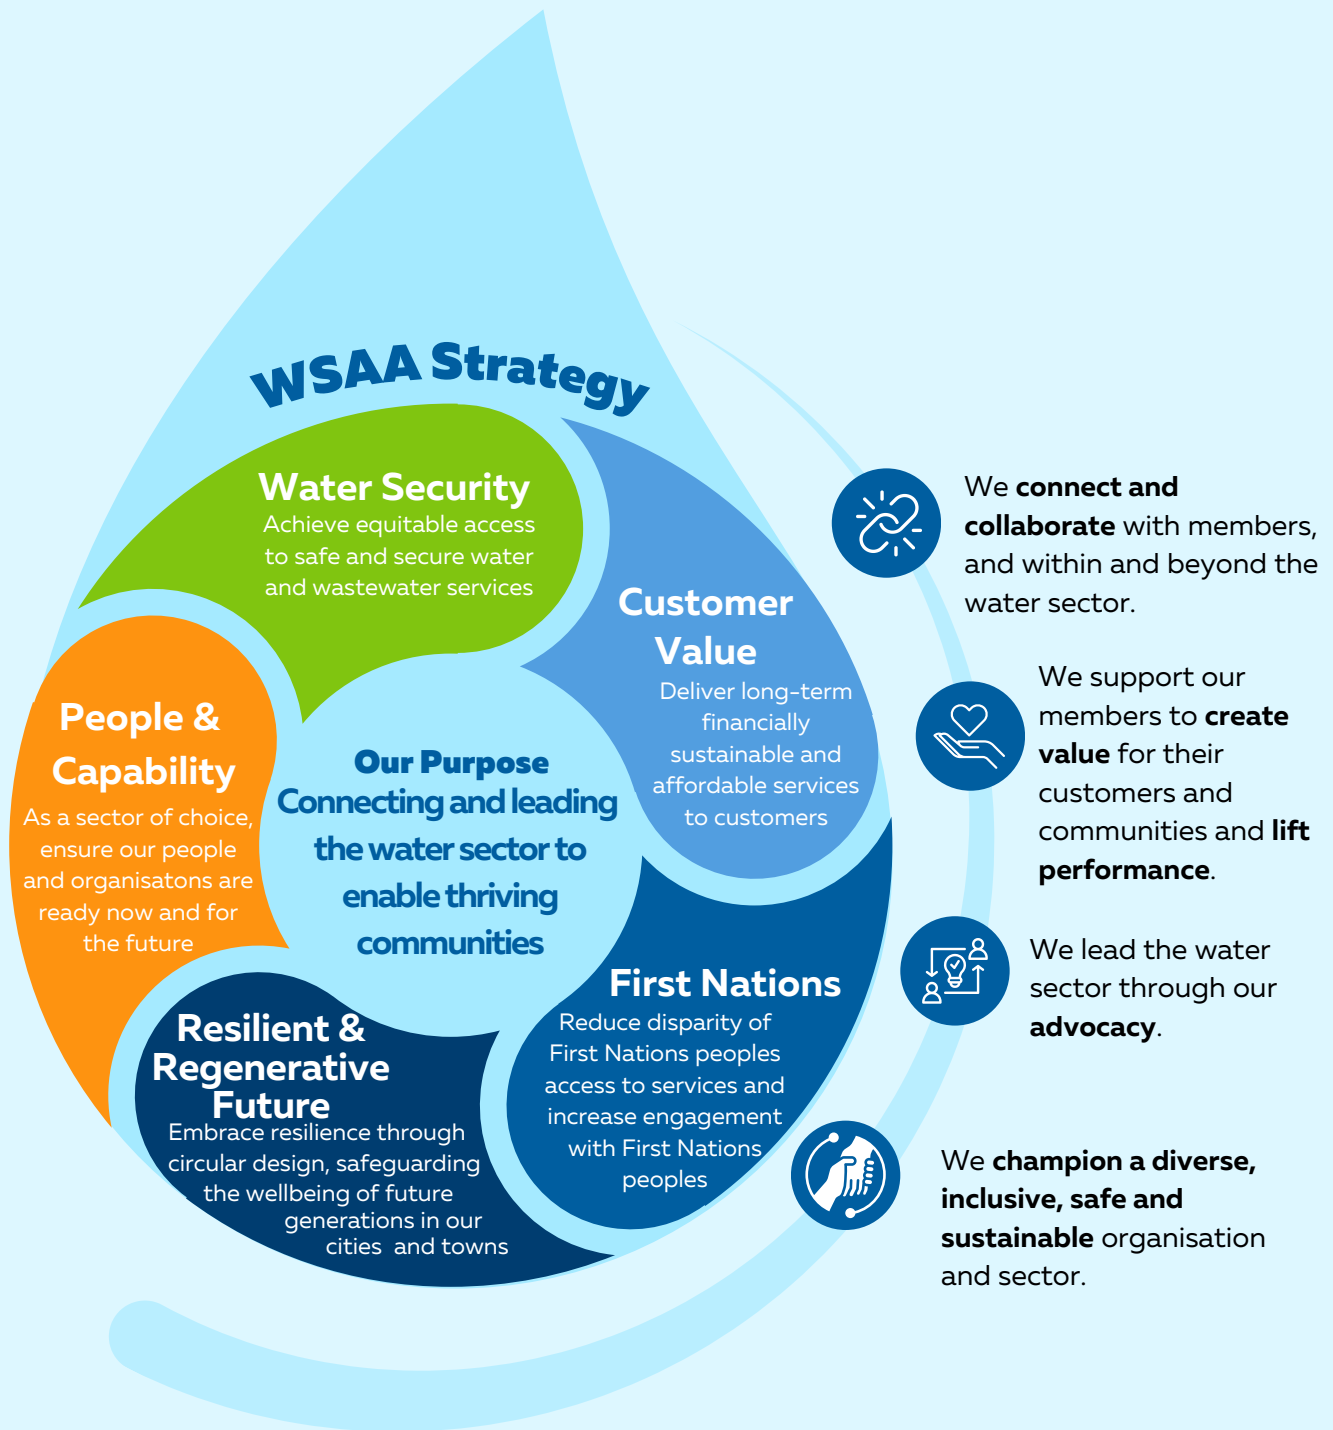 WSAA Strategy
Water Security
Achieve equitable access
to safe and secure water
and wastewater services
Customer
Value
Deliver long-term
financially
sustainable and
affordable services
to customers
First Nations
Reduce disparity of
First Nations peoples
access to services and
increase engagement
with First Nations
peoples
Resilient &
Regenerative
Future
Embrace resilience through
circular design, safeguarding
the wellbeing of future
generations in our
cities and towns
People &
Capability
As a sector of choice,
ensure our people
and organisatons are
ready now and for
the future
Our Purpose
Connecting and leading
the water sector to
enable thriving
communities
We connect and
collaborate with members,
and within and beyond the
water sector.
We support our
members to create
value for their
customers and
communities and lift
performance.
We lead the water
sector through our
advocacy.
We champion a diverse,
inclusive, safe and
sustainable organisation
and sector.